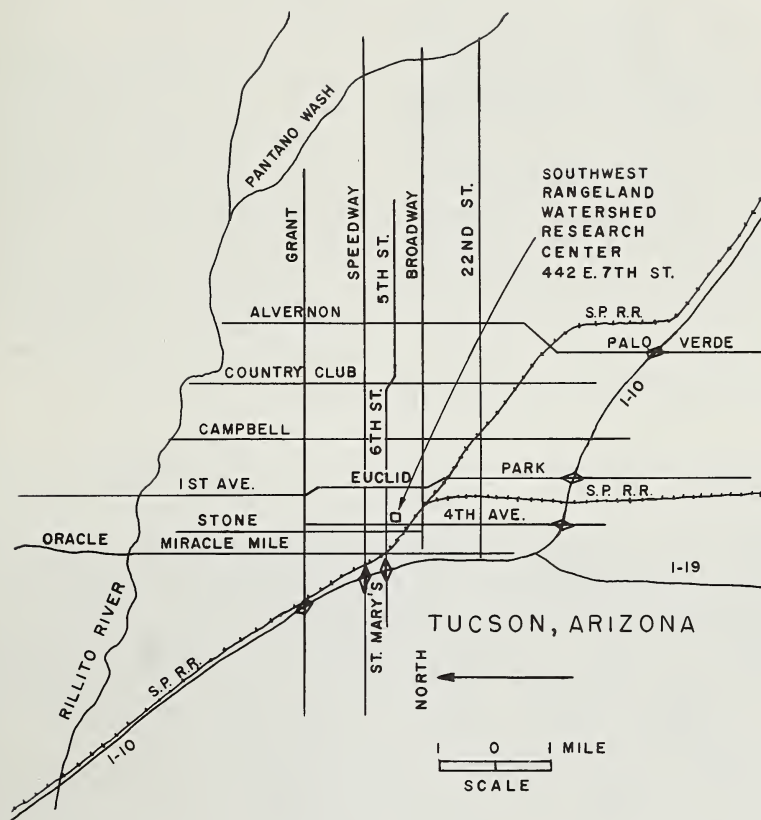 PANTANO WASH
SOUTHWEST
RANGELAND
WATERSHED
RESEARCH
CENTER
442 E. 7TH ST.
GRANT
SPEEDWAY
5TH ST.
BROADWAY
22ND ST.
ALVERNON
S.P. R.R.
PALO VERDE
COUNTRY CLUB
I-10
6TH ST.
CAMPBELL
EUCLID
PARK
1ST AVE.
S.P. R.R.
STONE
4TH AVE.
ORACLE
MIRACLE MILE
I-19
ST. MARY'S
TUCSON, ARIZONA
RILLITO RIVER
S.P. R.R.
NORTH
I-10
1 0 1 MILE
SCALE